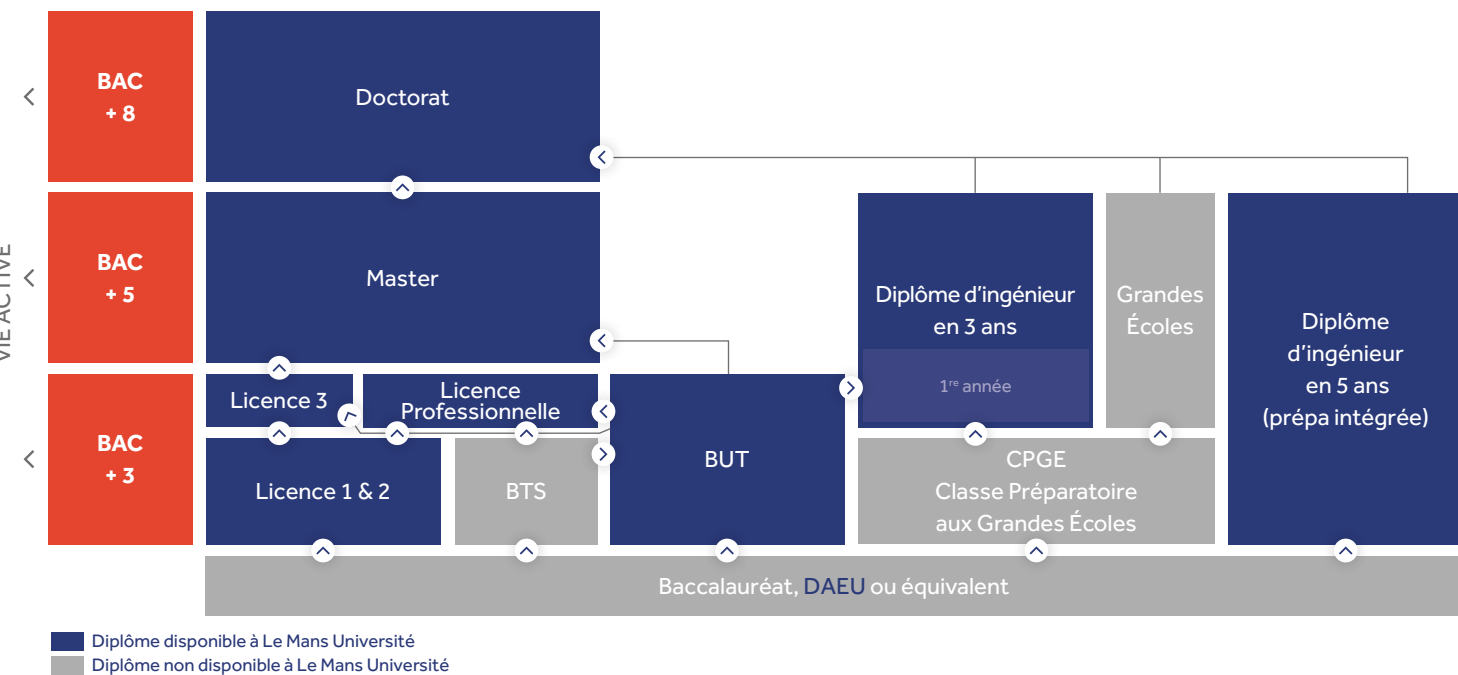 BAC
+ 8
Doctorat
VIE ACTIVE
BAC
+ 5
Master
Diplôme d'ingénieur
en 3 ans
1re année
Grandes
Écoles
Diplôme
d'ingénieur
en 5 ans
(prépa intégrée)
BAC
+ 3
Licence 3
Licence
Professionnelle
Licence 1 & 2
BTS
BUT
CPGE
Classe Préparatoire
aux Grandes Écoles
Baccalauréat, DAEU ou équivalent
Diplôme disponible à Le Mans Université
Diplôme non disponible à Le Mans Université